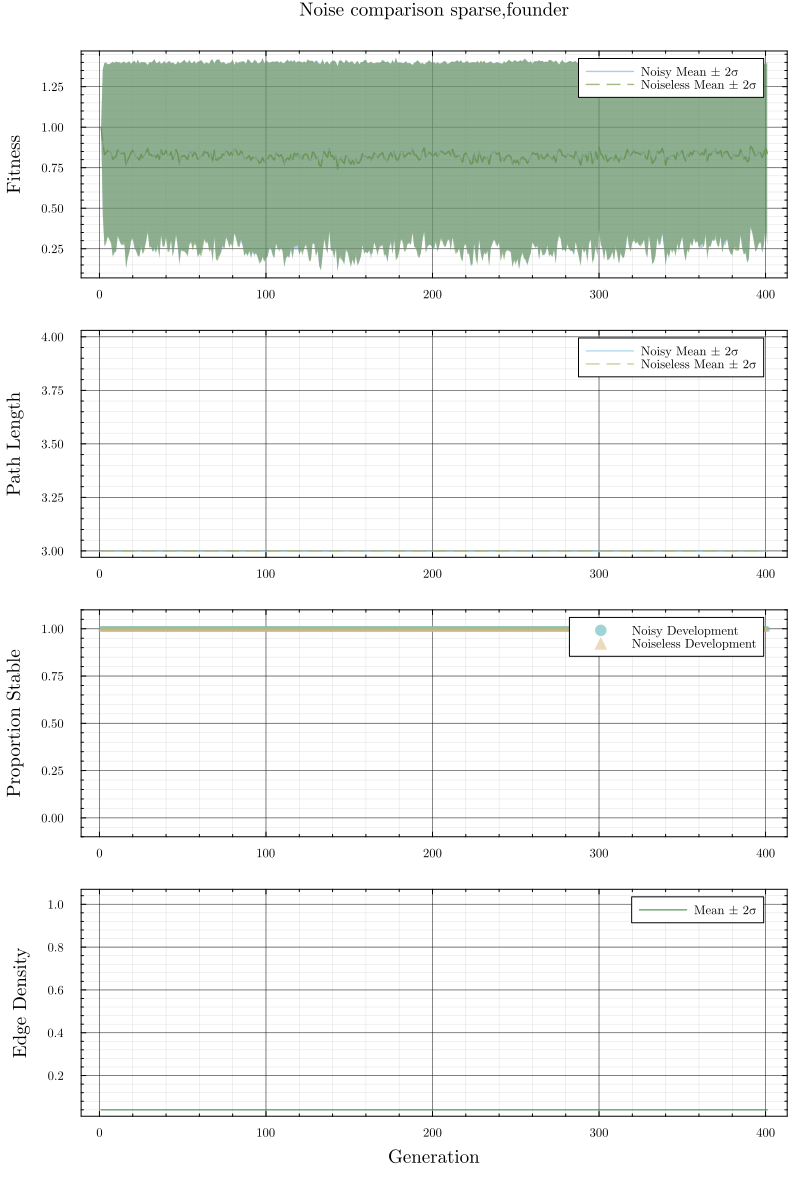 Noise comparison sparse,founder
Fitness
1.25
1.00
0.75
0.50
0.25
Noisy Mean ± 2σ
Noiseless Mean ± 2σ
0 100 200 300 400
Path Length
4.00
3.75
3.50
3.25
3.00
Noisy Mean ± 2σ
Noiseless Mean ± 2σ
0 100 200 300 400
Proportion Stable
1.00
0.75
0.50
0.25
0.00
Noisy Development
Noiseless Development
0 100 200 300 400
Edge Density
1.0
0.8
0.6
0.4
0.2
Mean ± 2σ
0 100 200 300 400
Generation